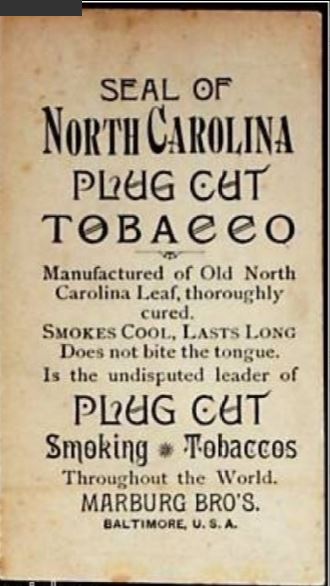 SEAL OF
NORTH CAROLINA
PLUG CUT
TOBACCO
Manufactured of Old North
Carolina Leaf, thoroughly
cured.
SMOKES COOL, LASTS LONG
Does not bite the tongue.
Is the undisputed leader of
PLUG CUT
Smoking Tobaccos
Throughout the World.
MARBURG BRO'S.
BALTIMORE, U. S. A.